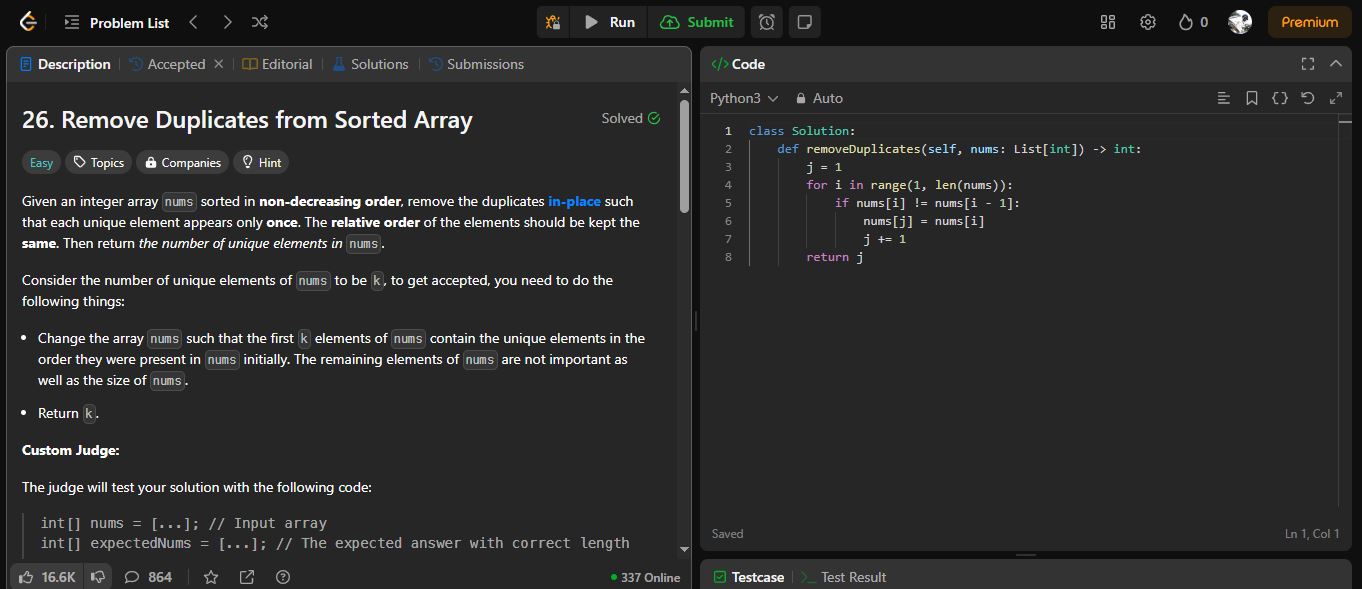 Problem List
Run
Submit
0
Premium
Description
Accepted
Editorial
Solutions
Submissions
26. Remove Duplicates from Sorted Array
Solved
Easy
Topics
Companies
Hint
Given an integer array nums sorted in non-decreasing order, remove the duplicates in-place such
that each unique element appears only once. The relative order of the elements should be kept the
same. Then return the number of unique elements in nums.
Consider the number of unique elements of nums to be k, to get accepted, you need to do the
following things:
• Change the array nums such that the first k elements of nums contain the unique elements in the
order they were present in nums initially. The remaining elements of nums are not important as
well as the size of nums.
• Return k.
Custom Judge:
The judge will test your solution with the following code:
int[] nums = [...]; // Input array
int[] expectedNums = [...]; // The expected answer with correct length
16.6K
864
337 Online
</> Code
Python3
Auto
1 class Solution:
2     def removeDuplicates(self, nums: List[int]) -> int:
3         j = 1
4         for i in range(1, len(nums)):
5             if nums[i] != nums[i - 1]:
6                 nums[j] = nums[i]
7                 j += 1
8         return j
Saved
Ln 1, Col 1
Testcase
Test Result